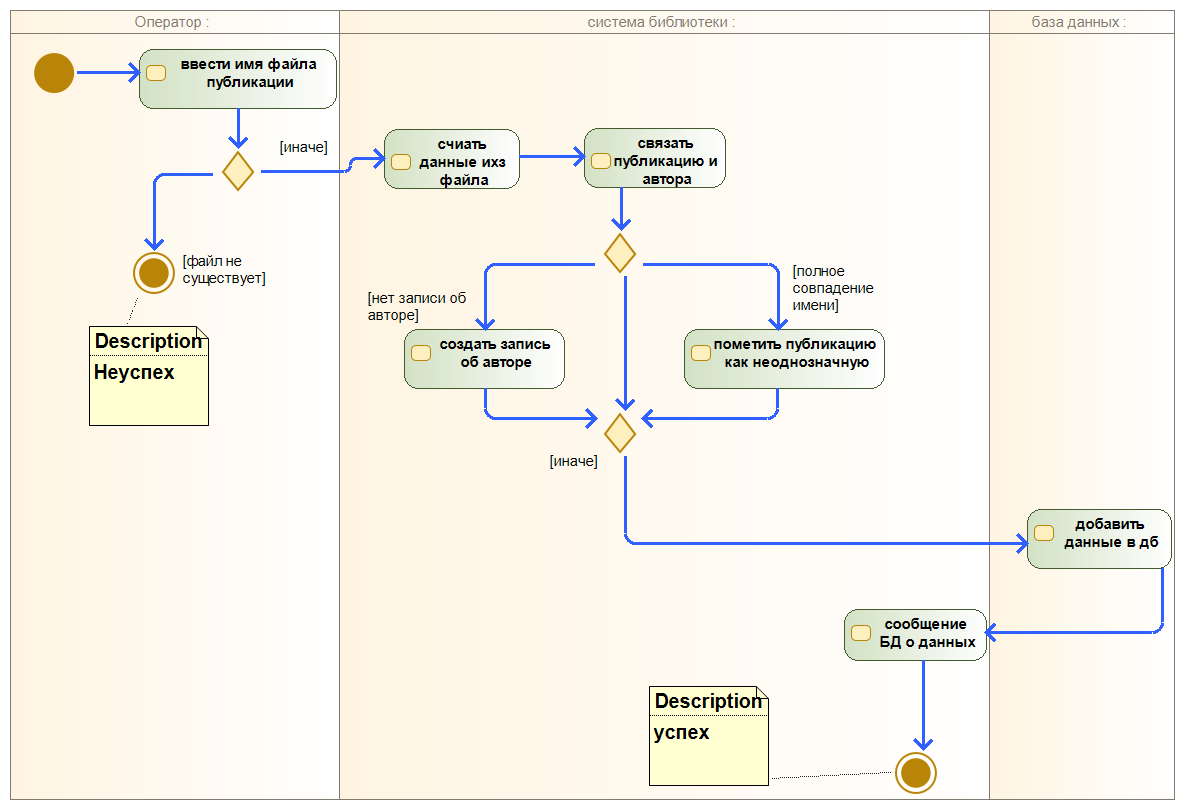 Оператор :
система библиотеки :
база данных :
ввести имя файла
публикации
[иначе]
счиать
данные ихз
файла
связать
публикацию и
автора
[файл не
существует]
[нет записи об
авторе]
[полное
совпадение
имени]
Description
Неуспех
создать запись
об авторе
пометить публикацию
как неоднозначную
[иначе]
добавить
данные в дб
сообщение
БД о данных
Description
успех